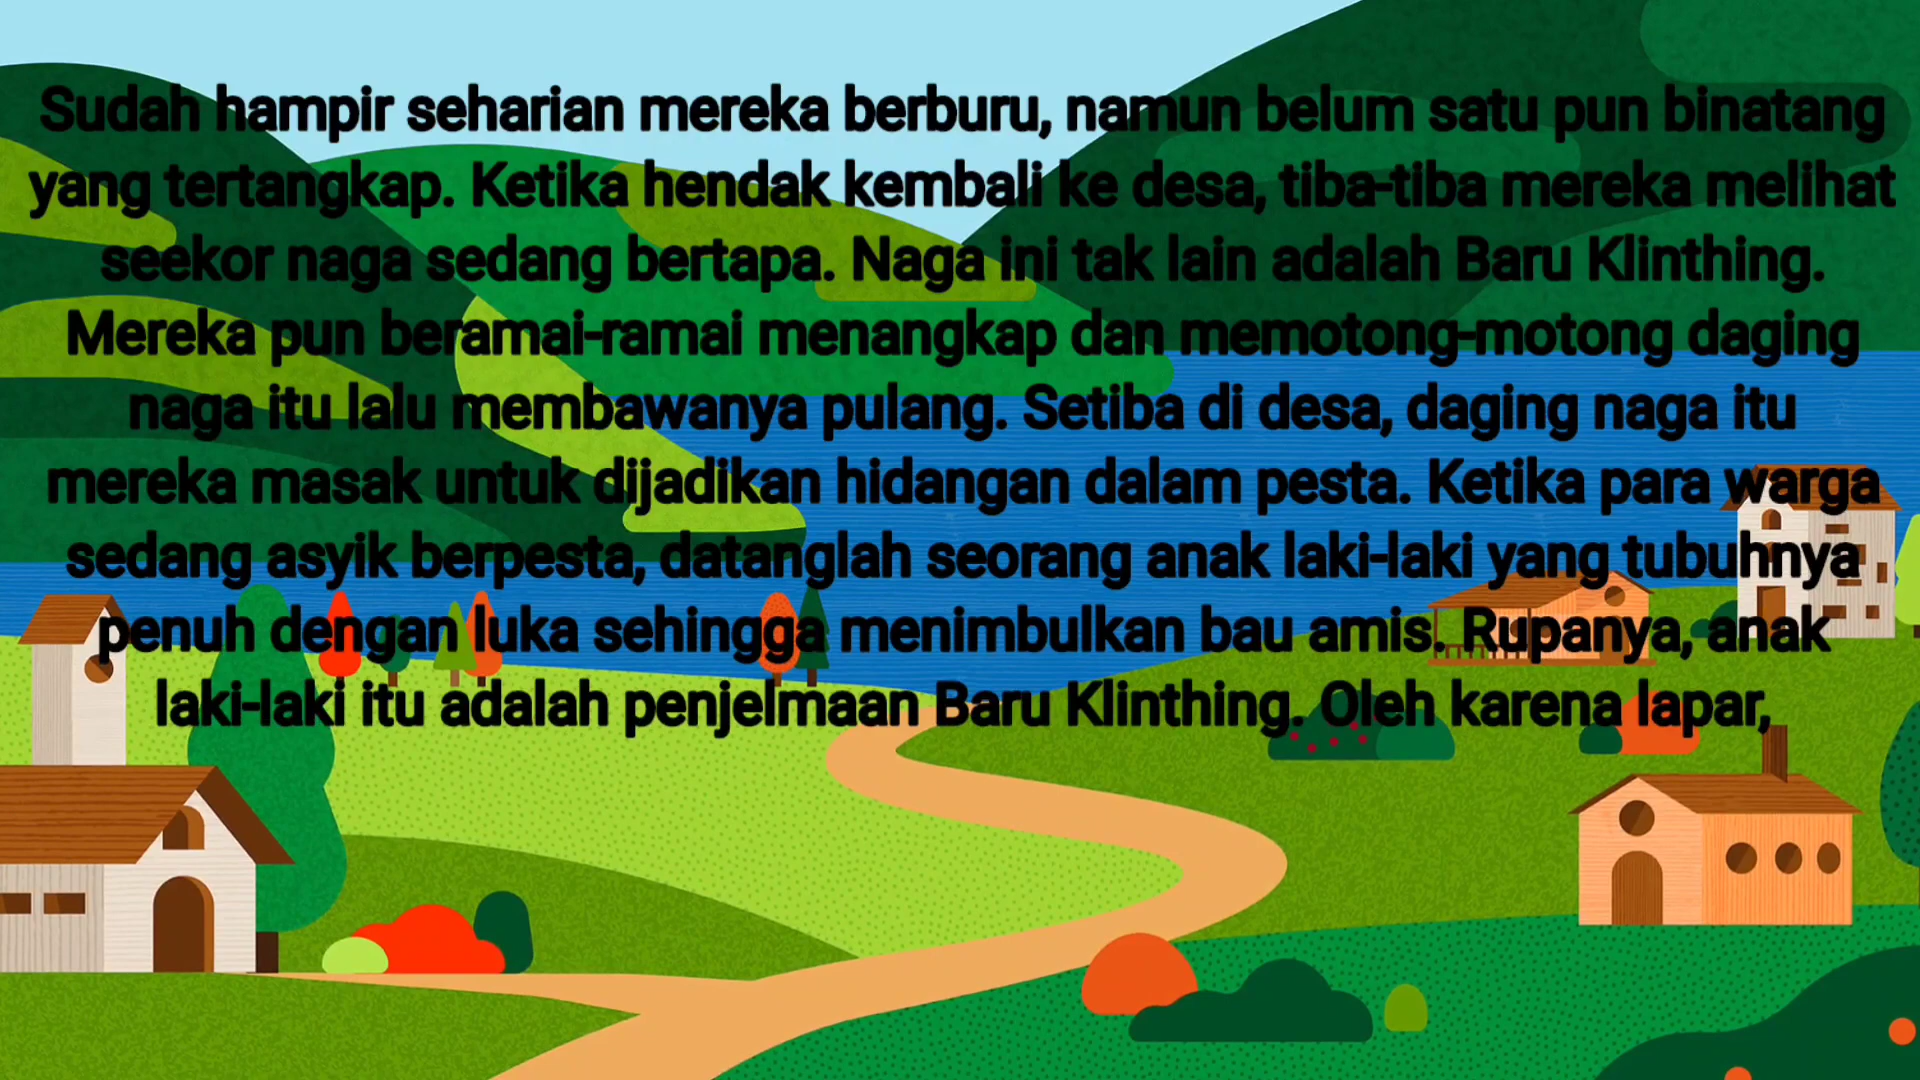 Sudah hampir seharian mereka berburu, namun belum satu pun binatang
yang tertangkap. Ketika hendak kembali ke desa, tiba-tiba mereka melihat
seekor naga sedang bertapa. Naga ini tak lain adalah Baru Klinthing.
Mereka pun beramai-ramai menangkap dan memotong-motong daging
naga itu lalu membawanya pulang. Setiba di desa, daging naga itu
mereka masak untuk dijadikan hidangan dalam pesta. Ketika para warga
sedang asyik berpesta, datanglah seorang anak laki-laki yang tubuhnya
penuh dengan luka sehingga menimbulkan bau amis. Rupanya, anak
laki-laki itu adalah penjelmaan Baru Klinthing. Oleh karena lapar,